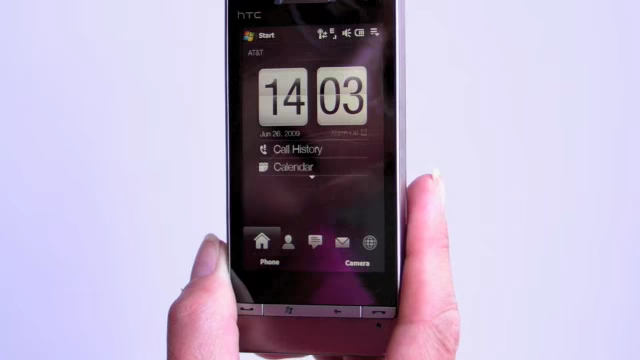 hTC
Start
AT&T
14 03
Jun 26, 2009
Call History
Calendar
Phone Camera